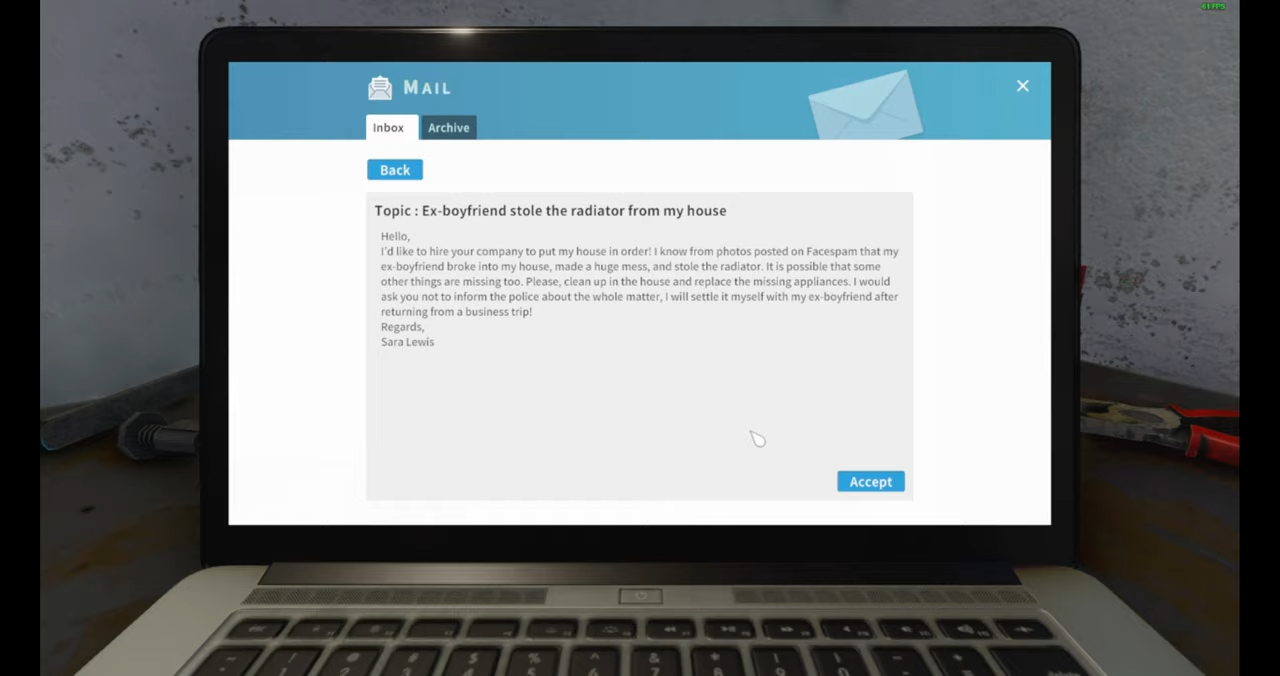 61 FPS
MAIL
Inbox Archive
Back
Topic : Ex-boyfriend stole the radiator from my house
Hello,
I'd like to hire your company to put my house in order! I know from photos posted on Facespam that my
ex-boyfriend broke into my house, made a huge mess, and stole the radiator. It is possible that some
other things are missing too. Please, clean up in the house and replace the missing appliances. I would
ask you not to inform the police about the whole matter, I will settle it myself with my ex-boyfriend after
returning from a business trip!
Regards,
Sara Lewis
Accept